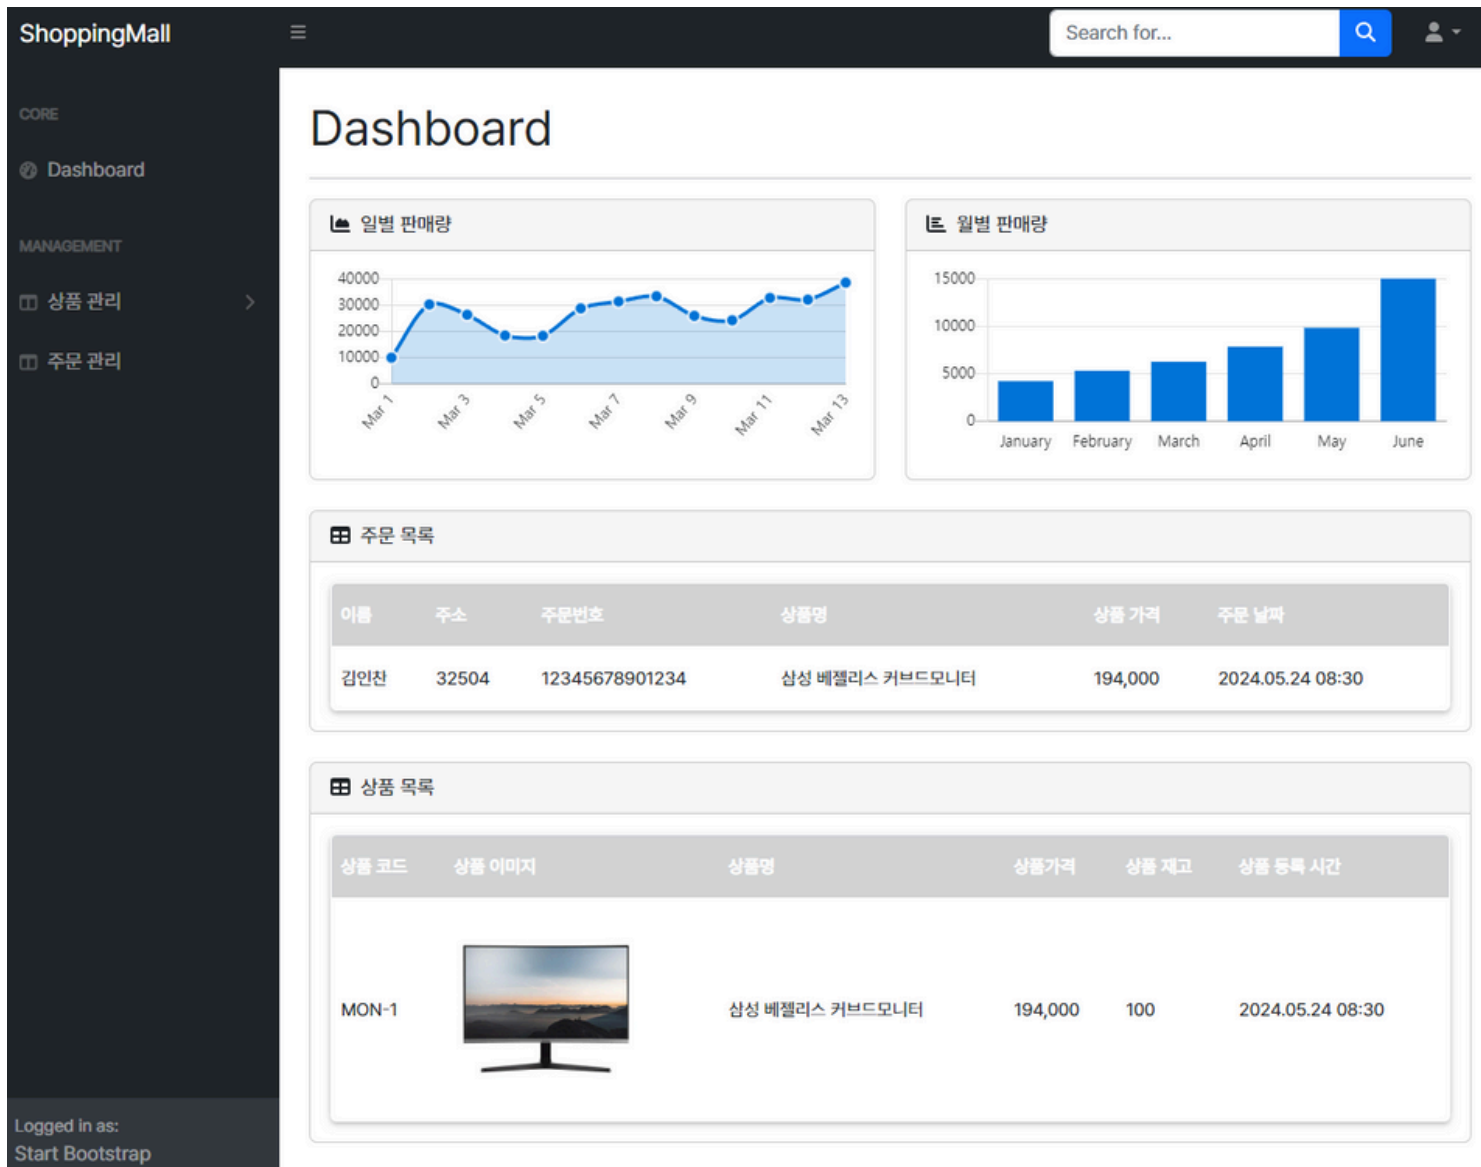 ShoppingMall
Search for...
CORE
Dashboard
MANAGEMENT
상품 관리
주문 관리
Logged in as:
Start Bootstrap
Dashboard
일별 판매량
40000
30000
20000
10000
0
Mar 1 Mar 3 Mar 5 Mar 7 Mar 9 Mar 11 Mar 13
월별 판매량
15000
10000
5000
0
January February March April May June
주문 목록
이름 주소 주문번호 상품명 상품 가격 주문 날짜
김인찬 32504 12345678901234 삼성 베젤리스 커브드모니터 194,000 2024.05.24 08:30
상품 목록
상품 코드 상품 이미지 상품명 상품가격 상품 재고 상품 등록 시간
MON-1 삼성 베젤리스 커브드모니터 194,000 100 2024.05.24 08:30